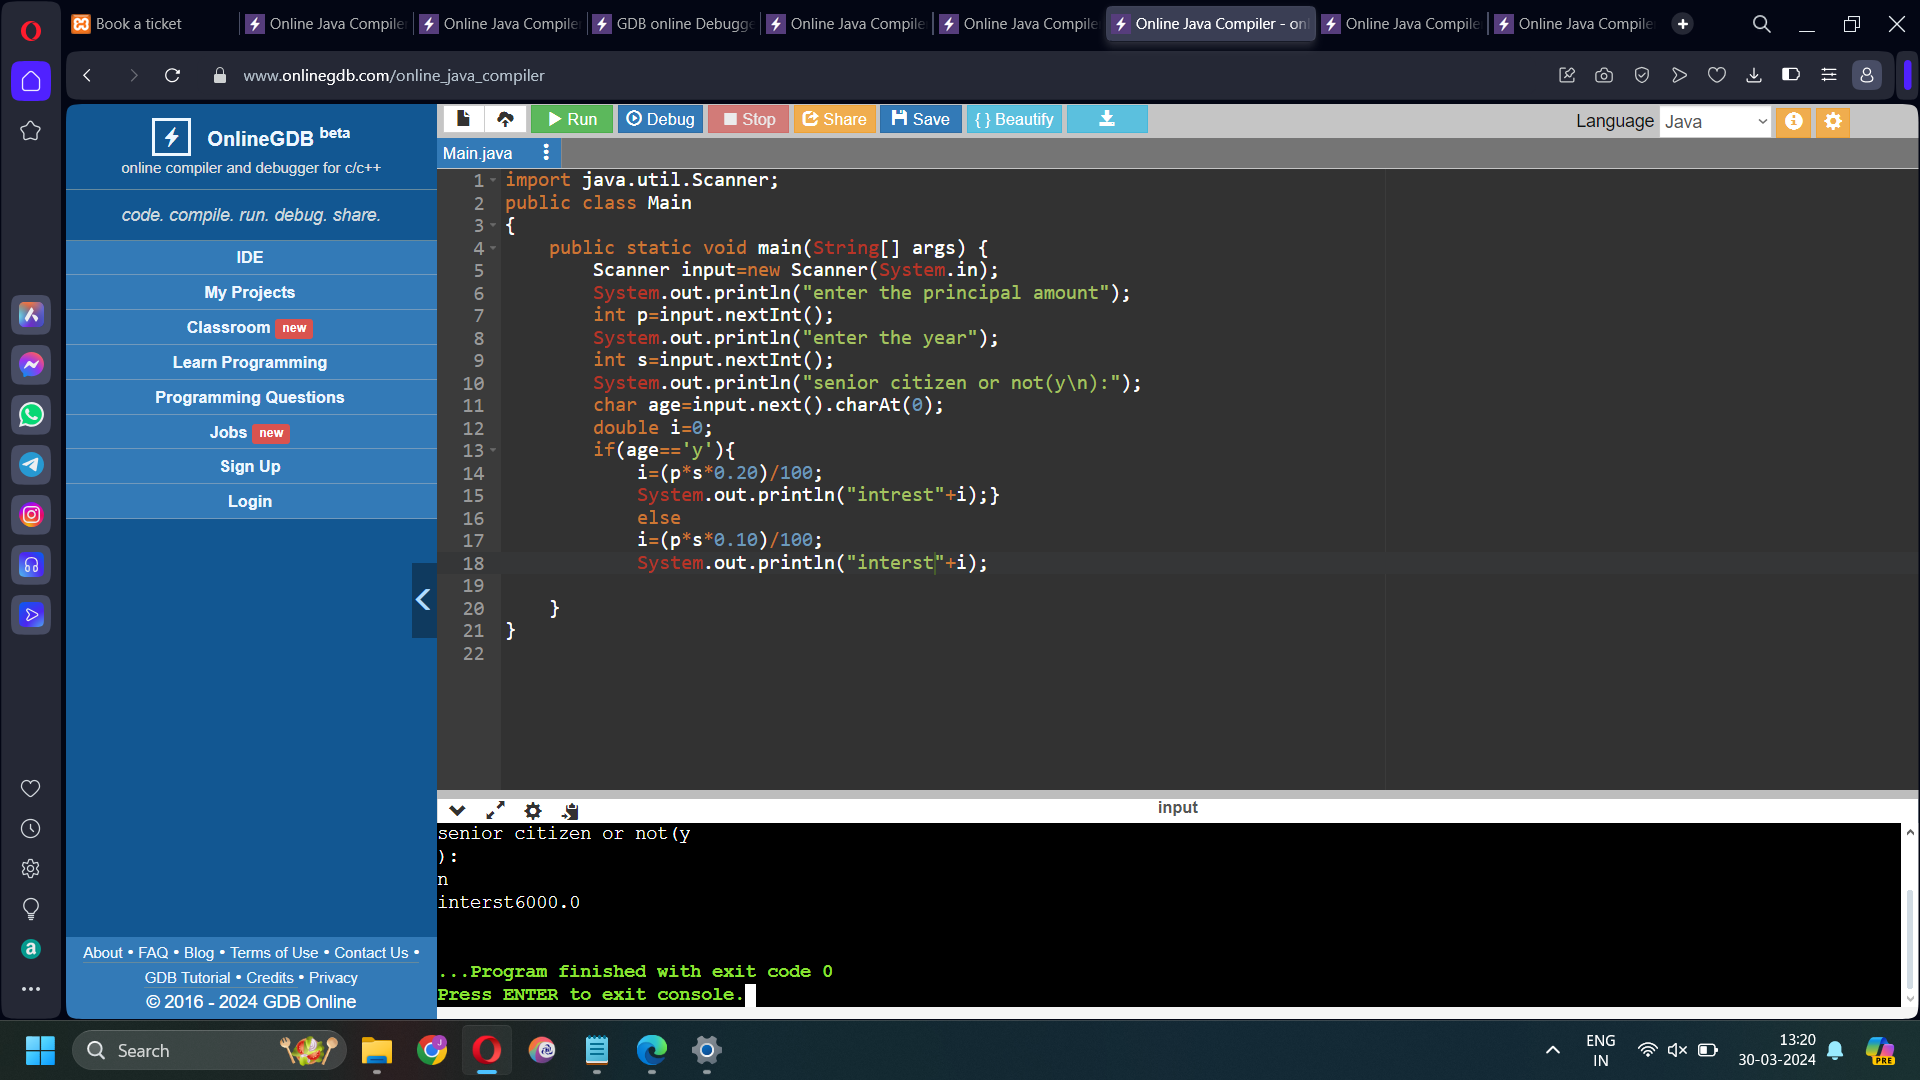 Book a ticket
Online Java Compile
Online Java Compile
GDB online Debugge
Online Java Compile
Online Java Compile
Online Java Compiler - onl
Online Java Compile
Online Java Compile
www.onlinegdb.com/online_java_compiler
OnlineGDB beta
online compiler and debugger for c/c++
code. compile. run. debug. share.
IDE
My Projects
Classroom new
Learn Programming
Programming Questions
Jobs new
Sign Up
Login
About • FAQ • Blog • Terms of Use • Contact Us •
GDB Tutorial • Credits • Privacy
© 2016 - 2024 GDB Online
Run Debug Stop Share Save { } Beautify
Language Java
Main.java
1 import java.util.Scanner;
2 public class Main
3 {
4 public static void main(String[] args) {
5 Scanner input=new Scanner(System.in);
6 System.out.println("enter the principal amount");
7 int p=input.nextInt();
8 System.out.println("enter the year");
9 int s=input.nextInt();
10 System.out.println("senior citizen or not(y\n):");
11 char age=input.next().charAt(0);
12 double i=0;
13 if(age=='y'){
14 i=(p*s*0.20)/100;
15 System.out.println("intrest"+i);}
16 else
17 i=(p*s*0.10)/100;
18 System.out.println("interst"+i);
19
20 }
21 }
22
input
senior citizen or not(y
):
n
interst6000.0
...Program finished with exit code 0
Press ENTER to exit console.
Search
ENG
IN
13:20
30-03-2024
PRE